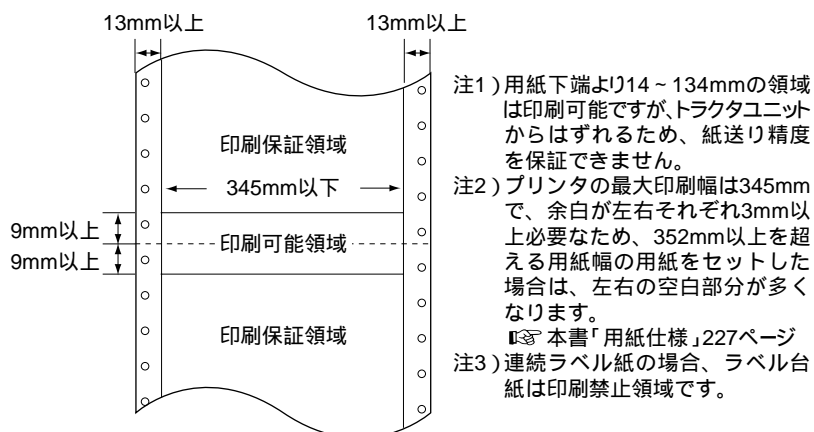 13mm以上 13mm以上
印刷保証領域
345mm以下
9mm以上
印刷可能領域
9mm以上
印刷保証領域
注1)用紙下端より14~134mmの領域
は印刷可能ですが、トラクタユニット
からはずれるため、紙送り精度
を保証できません。
注2)プリンタの最大印刷幅は345mm
で、余白が左右それぞれ3mm以
上必要なため、352mm以上を超
える用紙幅の用紙をセットした
場合は、左右の空白部分が多く
なります。
本書「用紙仕様」227ページ
注3)連続ラベル紙の場合、ラベル台
紙は印刷禁止領域です。